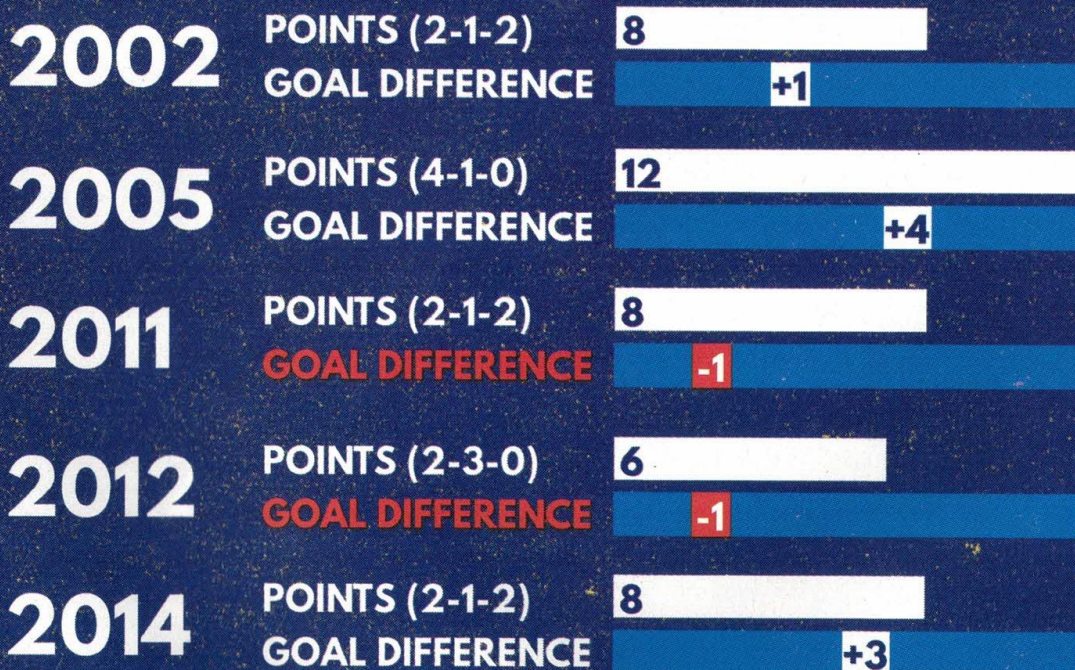 2002 POINTS (2-1-2) 8
GOAL DIFFERENCE +1
2005 POINTS (4-1-0) 12
GOAL DIFFERENCE +4
2011 POINTS (2-1-2) 8
GOAL DIFFERENCE -1
2012 POINTS (2-3-0) 6
GOAL DIFFERENCE -1
2014 POINTS (2-1-2) 8
GOAL DIFFERENCE +3